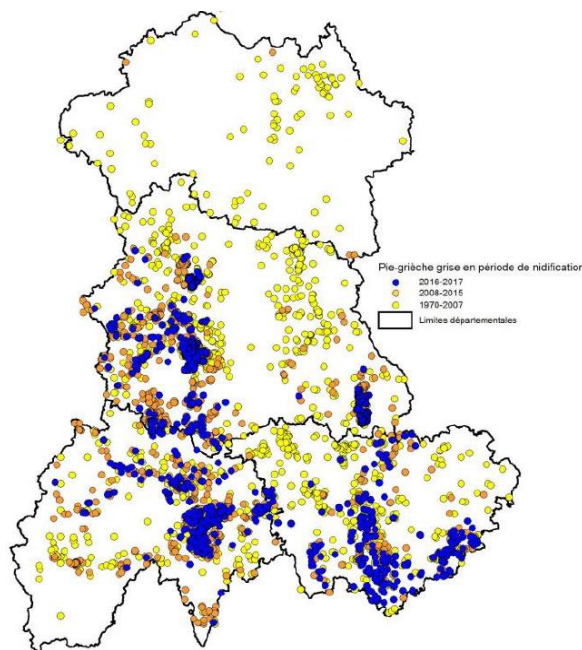 Pie-grièche grise en période de nidification
2016-2017
2008-2015
1970-2007
Limites départementales